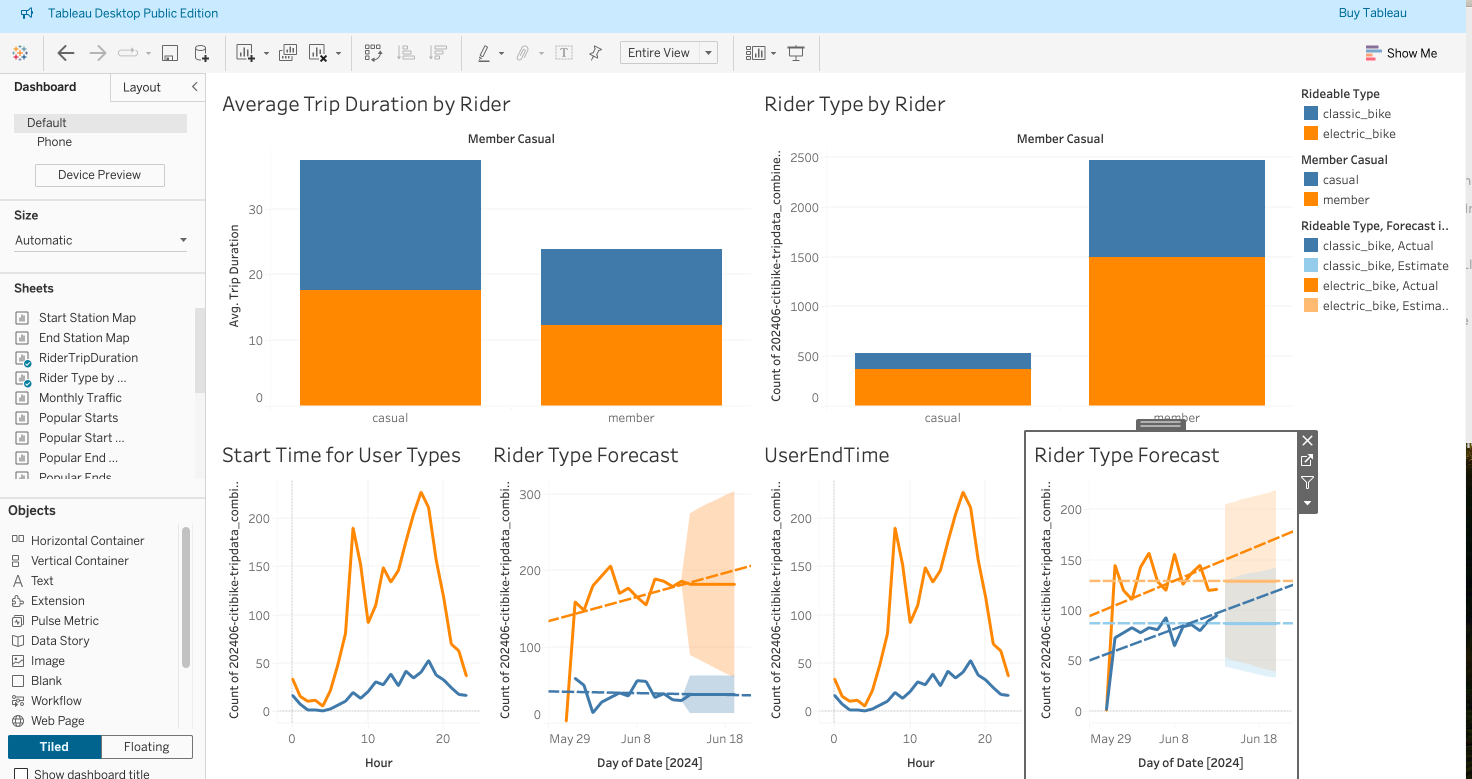 Tableau Desktop Public Edition
Buy Tableau
Entire View
Show Me
Dashboard
Layout
Default
Phone
Device Preview
Size
Automatic
Sheets
Start Station Map
End Station Map
RiderTripDuration
Rider Type by ...
Monthly Traffic
Popular Starts
Popular Start ...
Popular End ...
Popular Ends
Objects
Horizontal Container
Vertical Container
Text
Extension
Pulse Metric
Data Story
Image
Blank
Workflow
Web Page
Tiled
Floating
Show dashboard title
Average Trip Duration by Rider
Member Casual
Avg. Trip Duration
30
20
10
0
casual
member
Rider Type by Rider
Member Casual
Count of 202406-citibike-tripdata_combine..
2500
2000
1500
1000
500
0
casual
member
Start Time for User Types
Count of 202406-citibike-tripdata_combi..
200
150
100
50
0
0
10
20
Hour
Rider Type Forecast
Count of 202406-citibike-tripdata_combi..
300
200
100
0
May 29
Jun 8
Jun 18
Day of Date [2024]
UserEndTime
Count of 202406-citibike-tripdata_combi..
200
150
100
50
0
0
10
20
Hour
Rider Type Forecast
Count of 202406-citibike-tripdata_combi..
200
150
100
50
0
May 29
Jun 8
Jun 18
Day of Date [2024]
Rideable Type
classic_bike
electric_bike
Member Casual
casual
member
Rideable Type, Forecast i..
classic_bike, Actual
classic_bike, Estimate
electric_bike, Actual
electric_bike, Estima..